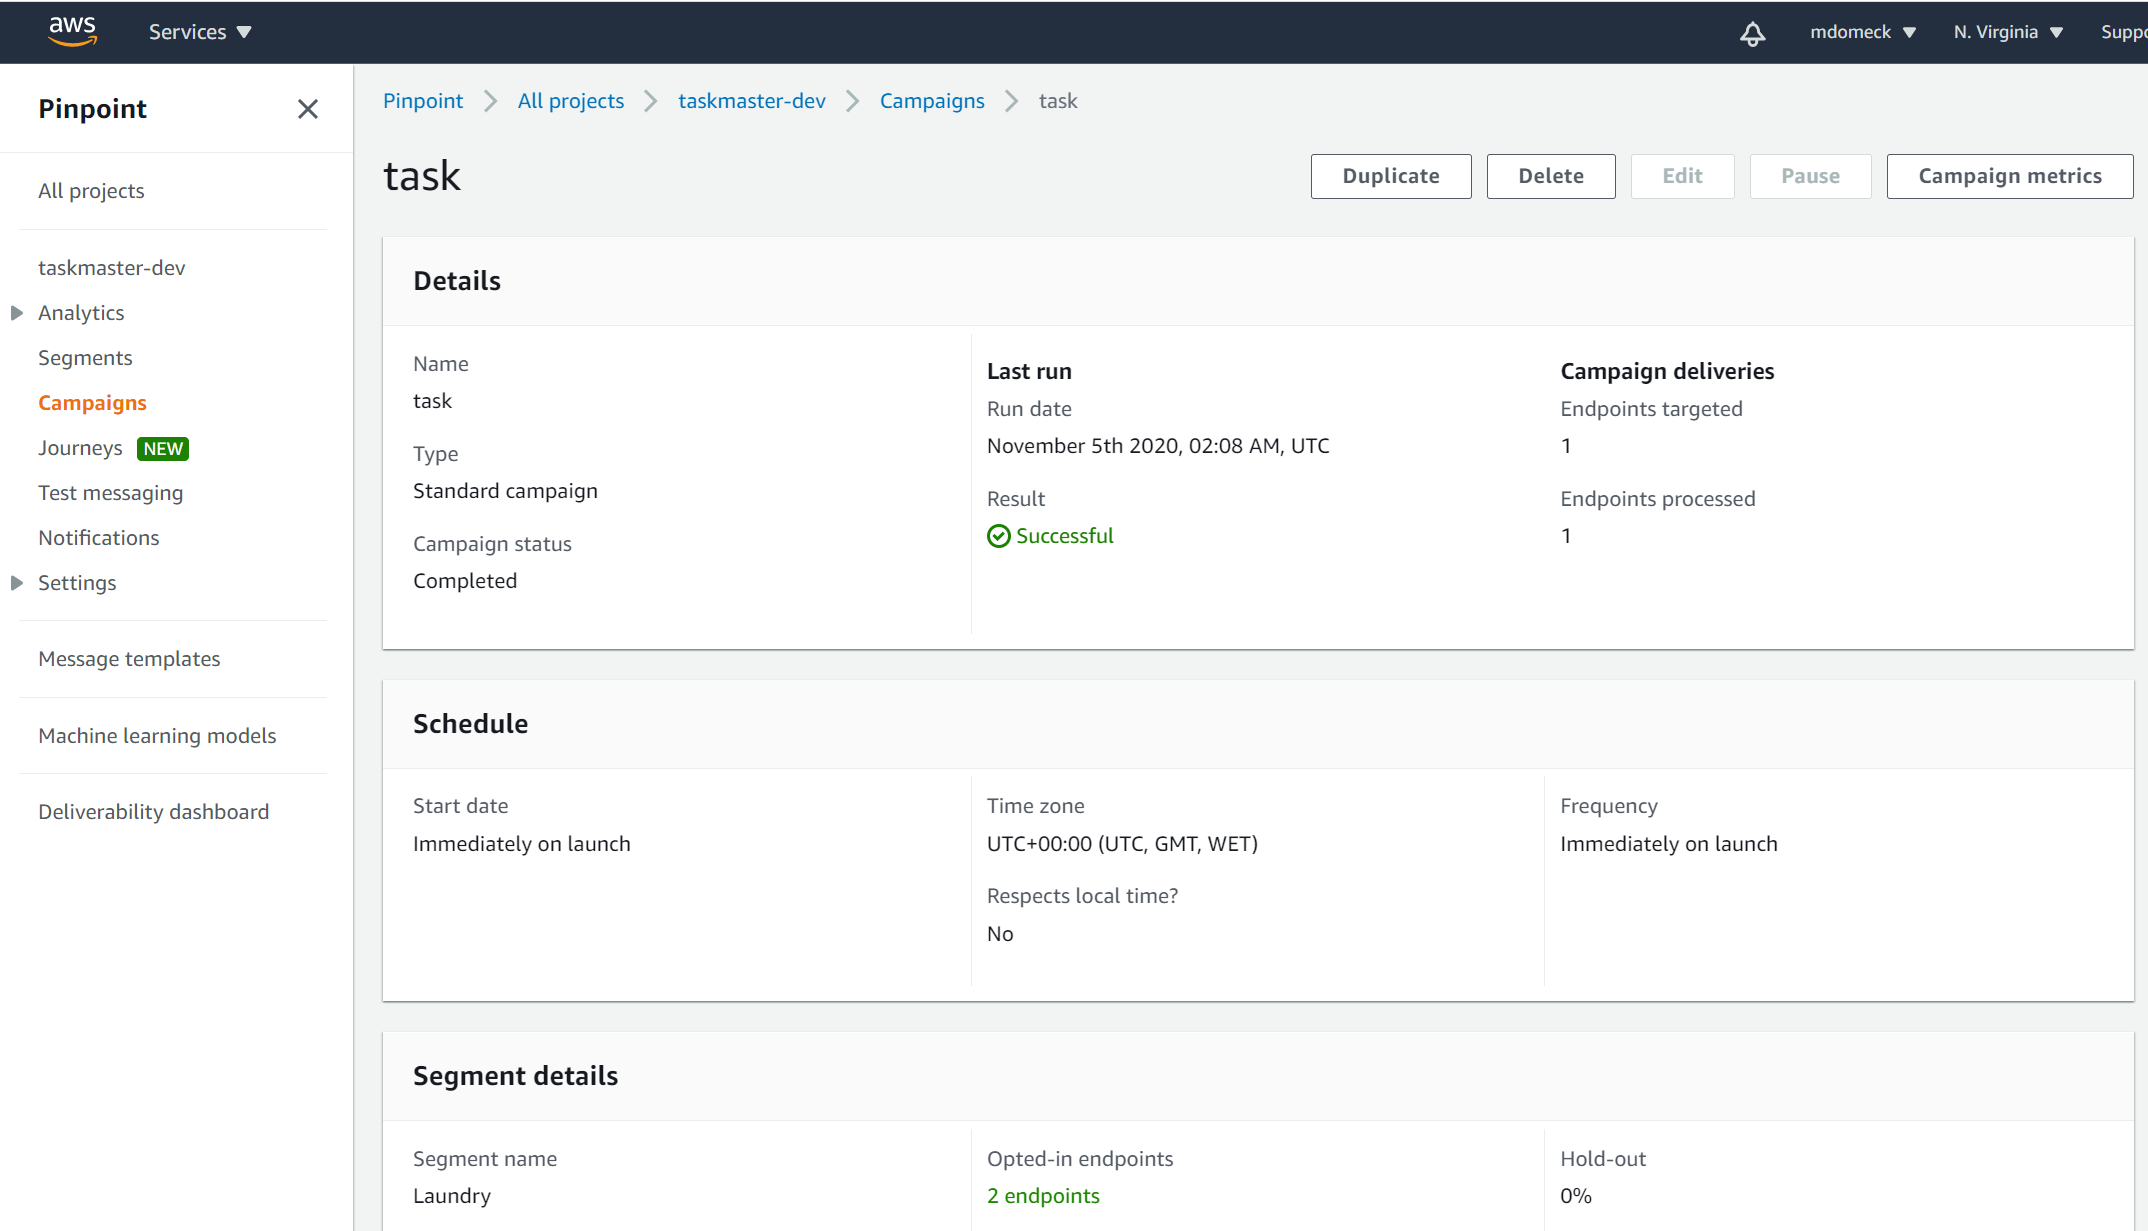 aws Services mdomeck N. Virginia Suppo
Pinpoint
All projects
taskmaster-dev
Analytics
Segments
Campaigns
Journeys NEW
Test messaging
Notifications
Settings
Message templates
Machine learning models
Deliverability dashboard
Pinpoint All projects taskmaster-dev Campaigns task
task
Duplicate Delete Edit Pause Campaign metrics
Details
Name
task
Type
Standard campaign
Campaign status
Completed
Last run
Run date
November 5th 2020, 02:08 AM, UTC
Result
Successful
Campaign deliveries
Endpoints targeted
1
Endpoints processed
1
Schedule
Start date
Immediately on launch
Time zone
UTC+00:00 (UTC, GMT, WET)
Respects local time?
No
Frequency
Immediately on launch
Segment details
Segment name
Laundry
Opted-in endpoints
2 endpoints
Hold-out
0%